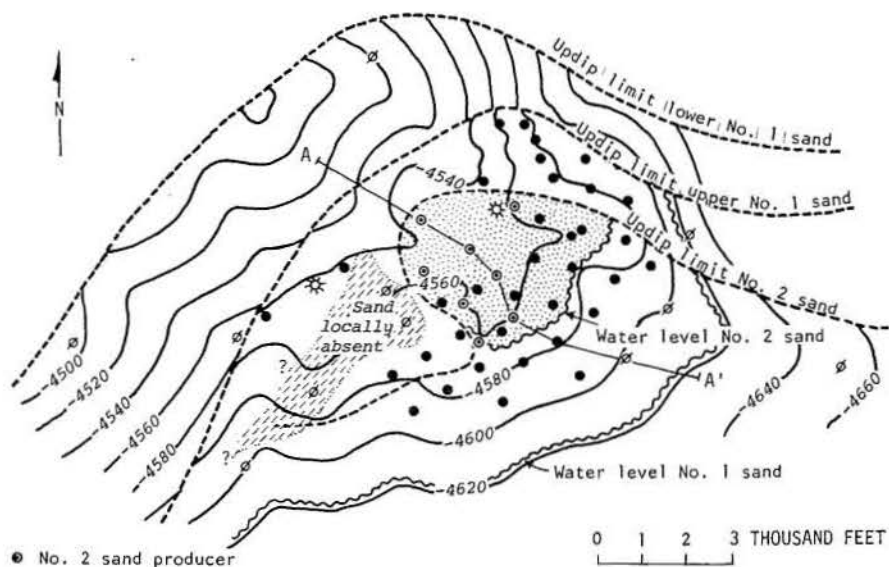 Updip limit lower No. 1 sand
N
A
-4540
Updip limit upper No. 1 sand
Updip limit No. 2 sand
-4560
Sand
locally
absent
Water level No. 2 sand
-4500
-4520
-4540
-4560
-4580
?
?
-4580
A'
-4640
-4660
-4600
-4620
Water level No. 1 sand
No. 2 sand producer
0 1 2 3 THOUSAND FEET